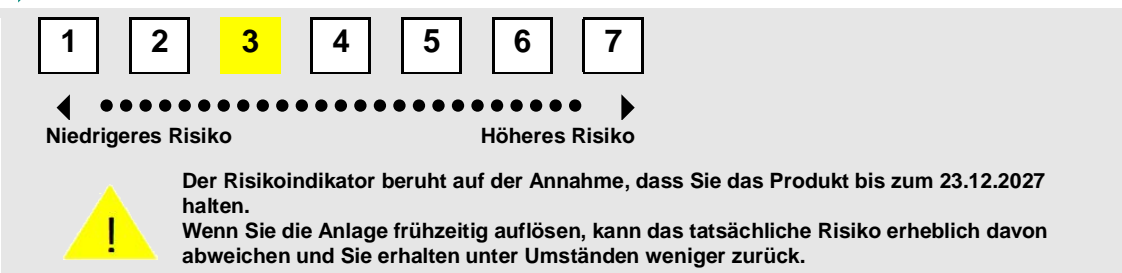 1 2 3 4 5 6 7
Niedrigeres Risiko Höheres Risiko
Der Risikoindikator beruht auf der Annahme, dass Sie das Produkt bis zum 23.12.2027
halten.
Wenn Sie die Anlage frühzeitig auflösen, kann das tatsächliche Risiko erheblich davon
abweichen und Sie erhalten unter Umständen weniger zurück.
!